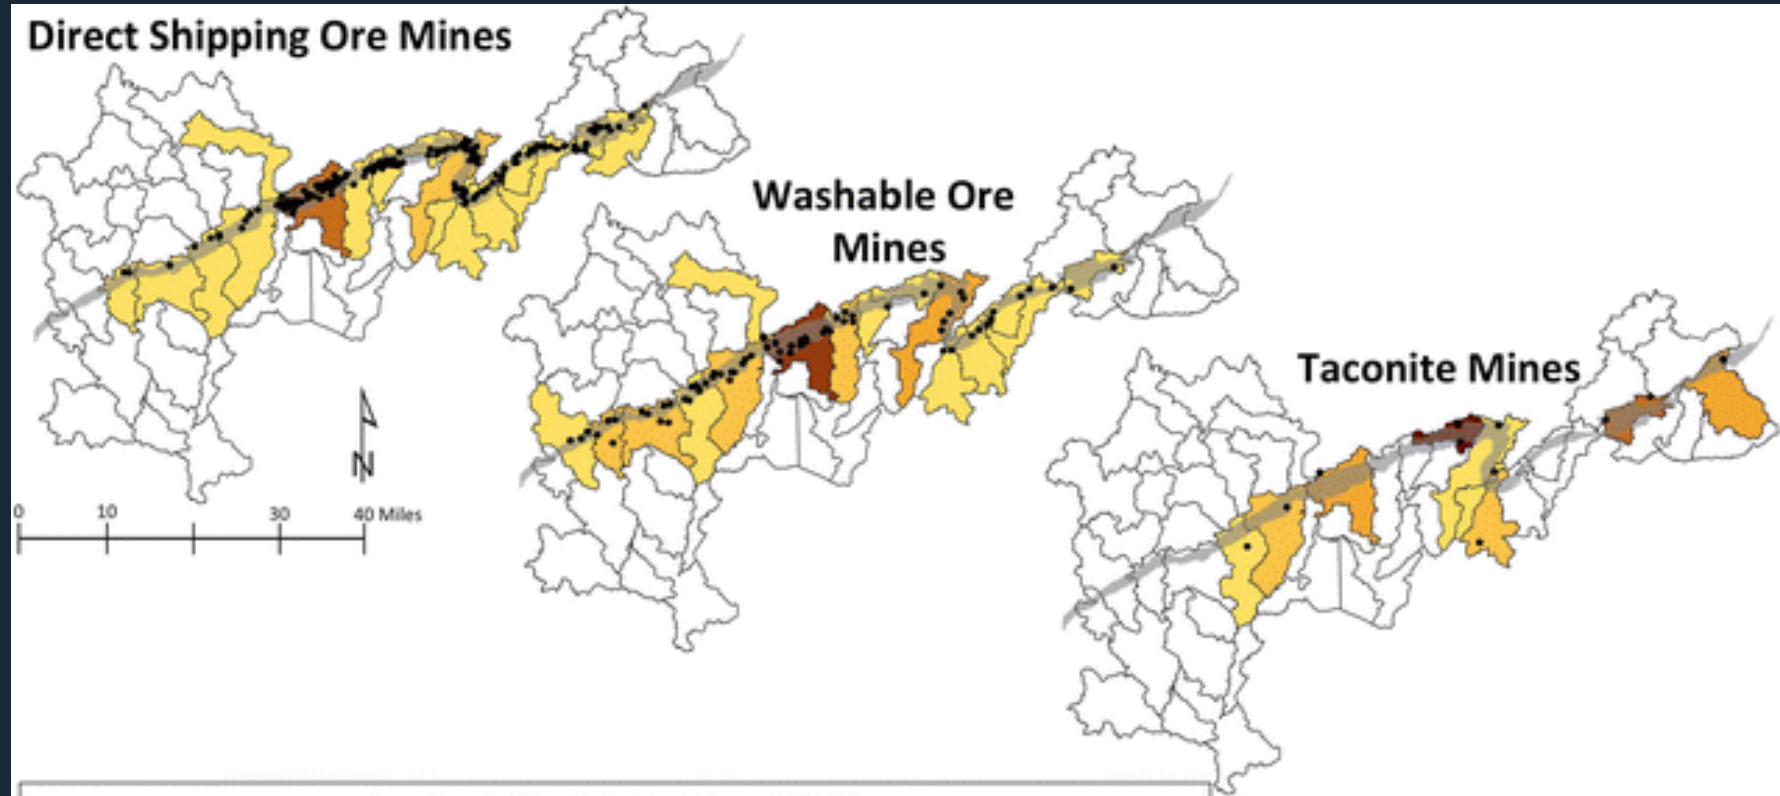 Direct Shipping Ore Mines
Washable Ore
Mines
Taconite Mines
N
0 10 30 40 Miles